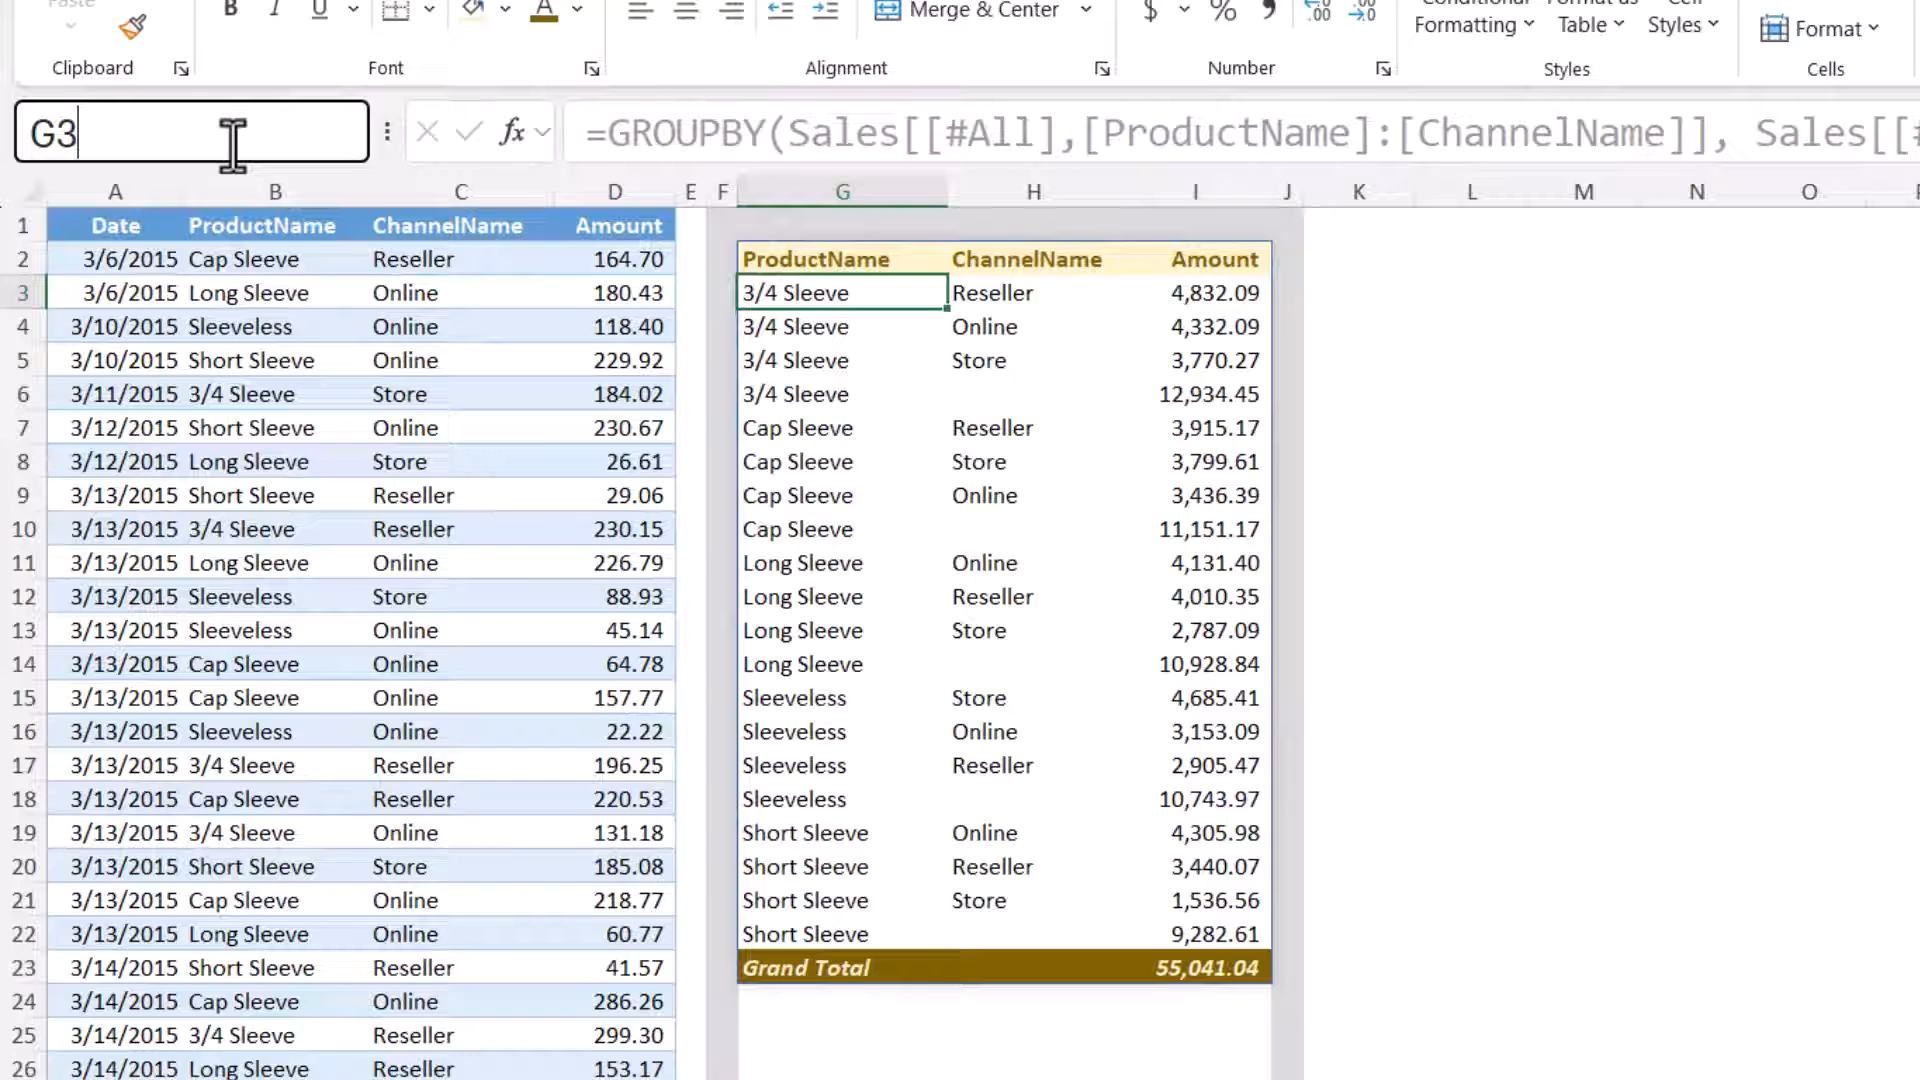 Paste
B I U A
Merge & Center
$ % 9 .00 .00 →.0
Conditional Format as Cell
Formatting Table Styles
Format
Clipboard Font Alignment Number Styles Cells
G3 fx =GROUPBY(Sales[[#All],[ProductName]:[ChannelName]], Sales[[#
A B C D E F G H I J K L M N O
1 Date ProductName ChannelName Amount
2 3/6/2015 Cap Sleeve Reseller 164.70 ProductName ChannelName Amount
3 3/6/2015 Long Sleeve Online 180.43 3/4 Sleeve Reseller 4,832.09
4 3/10/2015 Sleeveless Online 118.40 3/4 Sleeve Online 4,332.09
5 3/10/2015 Short Sleeve Online 229.92 3/4 Sleeve Store 3,770.27
6 3/11/2015 3/4 Sleeve Store 184.02 3/4 Sleeve 12,934.45
7 3/12/2015 Short Sleeve Online 230.67 Cap Sleeve Reseller 3,915.17
8 3/12/2015 Long Sleeve Store 26.61 Cap Sleeve Store 3,799.61
9 3/13/2015 Short Sleeve Reseller 29.06 Cap Sleeve Online 3,436.39
10 3/13/2015 3/4 Sleeve Reseller 230.15 Cap Sleeve 11,151.17
11 3/13/2015 Long Sleeve Online 226.79 Long Sleeve Online 4,131.40
12 3/13/2015 Sleeveless Store 88.93 Long Sleeve Reseller 4,010.35
13 3/13/2015 Sleeveless Online 45.14 Long Sleeve Store 2,787.09
14 3/13/2015 Cap Sleeve Online 64.78 Long Sleeve 10,928.84
15 3/13/2015 Cap Sleeve Online 157.77 Sleeveless Store 4,685.41
16 3/13/2015 Sleeveless Online 22.22 Sleeveless Online 3,153.09
17 3/13/2015 3/4 Sleeve Reseller 196.25 Sleeveless Reseller 2,905.47
18 3/13/2015 Cap Sleeve Reseller 220.53 Sleeveless 10,743.97
19 3/13/2015 3/4 Sleeve Online 131.18 Short Sleeve Online 4,305.98
20 3/13/2015 Short Sleeve Store 185.08 Short Sleeve Reseller 3,440.07
21 3/13/2015 Cap Sleeve Online 218.77 Short Sleeve Store 1,536.56
22 3/13/2015 Long Sleeve Online 60.77 Short Sleeve 9,282.61
23 3/14/2015 Short Sleeve Reseller 41.57 Grand Total 55,041.04
24 3/14/2015 Cap Sleeve Online 286.26
25 3/14/2015 3/4 Sleeve Reseller 299.30
26 3/14/2015 Long Sleeve Reseller 153.17